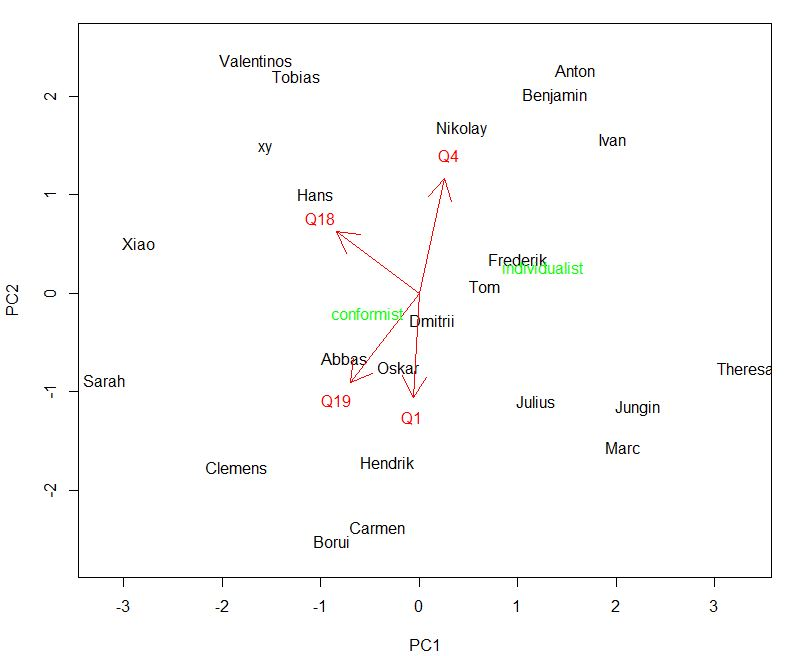 Valentinos
Tobias
Anton
Benjamin
Nikolay
Ivan
Q4
xy
Hans
Q18
Xiao
Frederik
individualist
Tom
conformist
Dmitrii
Abbas
Oskar
Theresa
Sarah
Q19
Q1
Julius
Jungin
Marc
Clemens
Hendrik
Carmen
Borui
2
1
0
-1
-2
PC2
-3 -2 -1 0 1 2 3
PC1